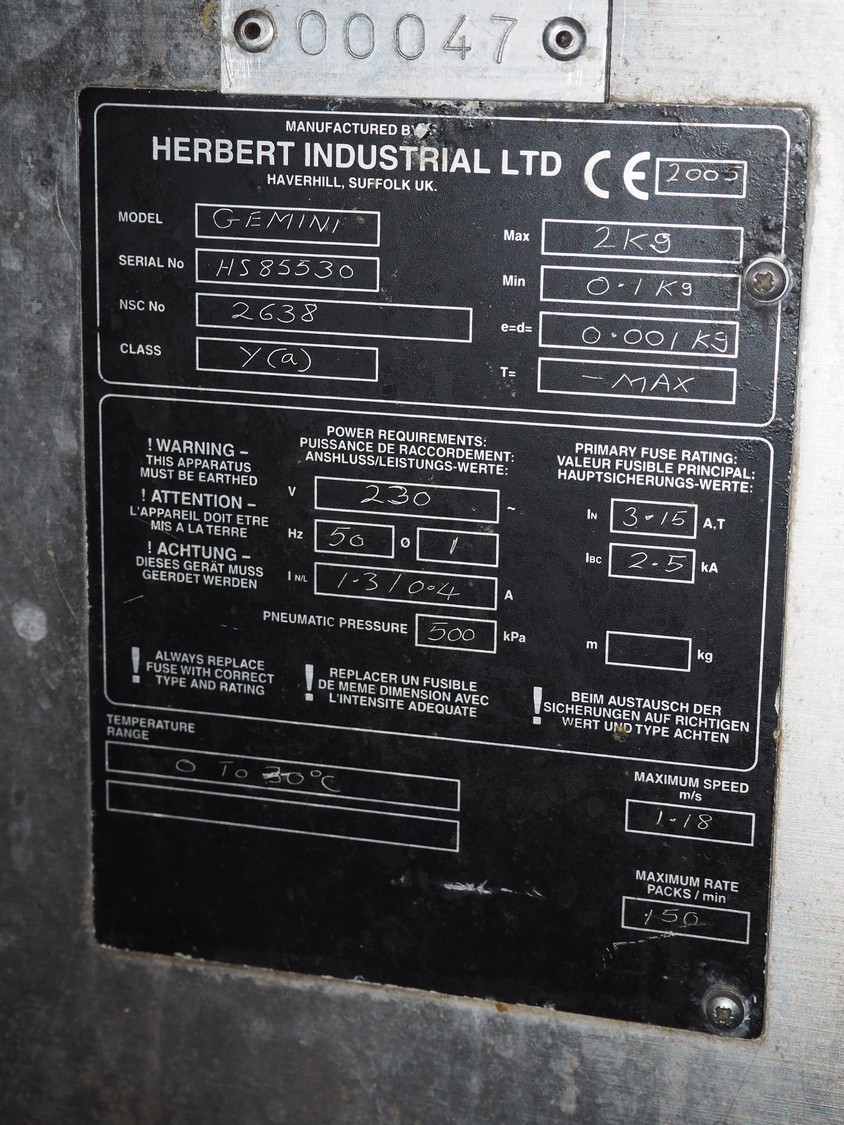 00047
MANUFACTURED BY
HERBERT INDUSTRIAL LTD
HAVERHILL, SUFFOLK UK.
CE 2005
MODEL GEMINI
SERIAL No HS85530
NSC No 2638
CLASS Y(a)
Max 2Kg
Min 0.1 Kg
e=d= 0.001 Kg
T= - MAX
! WARNING –
THIS APPARATUS
MUST BE EARTHED
! ATTENTION –
L'APPAREIL DOIT ETRE
MIS A LA TERRE
! ACHTUNG –
DIESES GERÄT MUSS
GEERDET WERDEN
POWER REQUIREMENTS:
PUISSANCE DE RACCORDEMENT:
ANSHLUSS/LEISTUNGS-WERTE:
V 230 ~
Hz 50 Ø 1
I N/L 1.3/0.4 A
PNEUMATIC PRESSURE 500 kPa
PRIMARY FUSE RATING:
VALEUR FUSIBLE PRINCIPAL:
HAUPTSICHERUNGS-WERTE:
IN 3.15 A,T
IBC 2.5 kA
m kg
! ALWAYS REPLACE
FUSE WITH CORRECT
TYPE AND RATING
! REPLACER UN FUSIBLE
DE MEME DIMENSION AVEC
L'INTENSITE ADEQUATE
! BEIM AUSTAUSCH DER
SICHERUNGEN AUF RICHTIGEN
WERT UND TYPE ACHTEN
TEMPERATURE
RANGE
0 TO 30°C
MAXIMUM SPEED
m/s
1.18
MAXIMUM RATE
PACKS / min
150